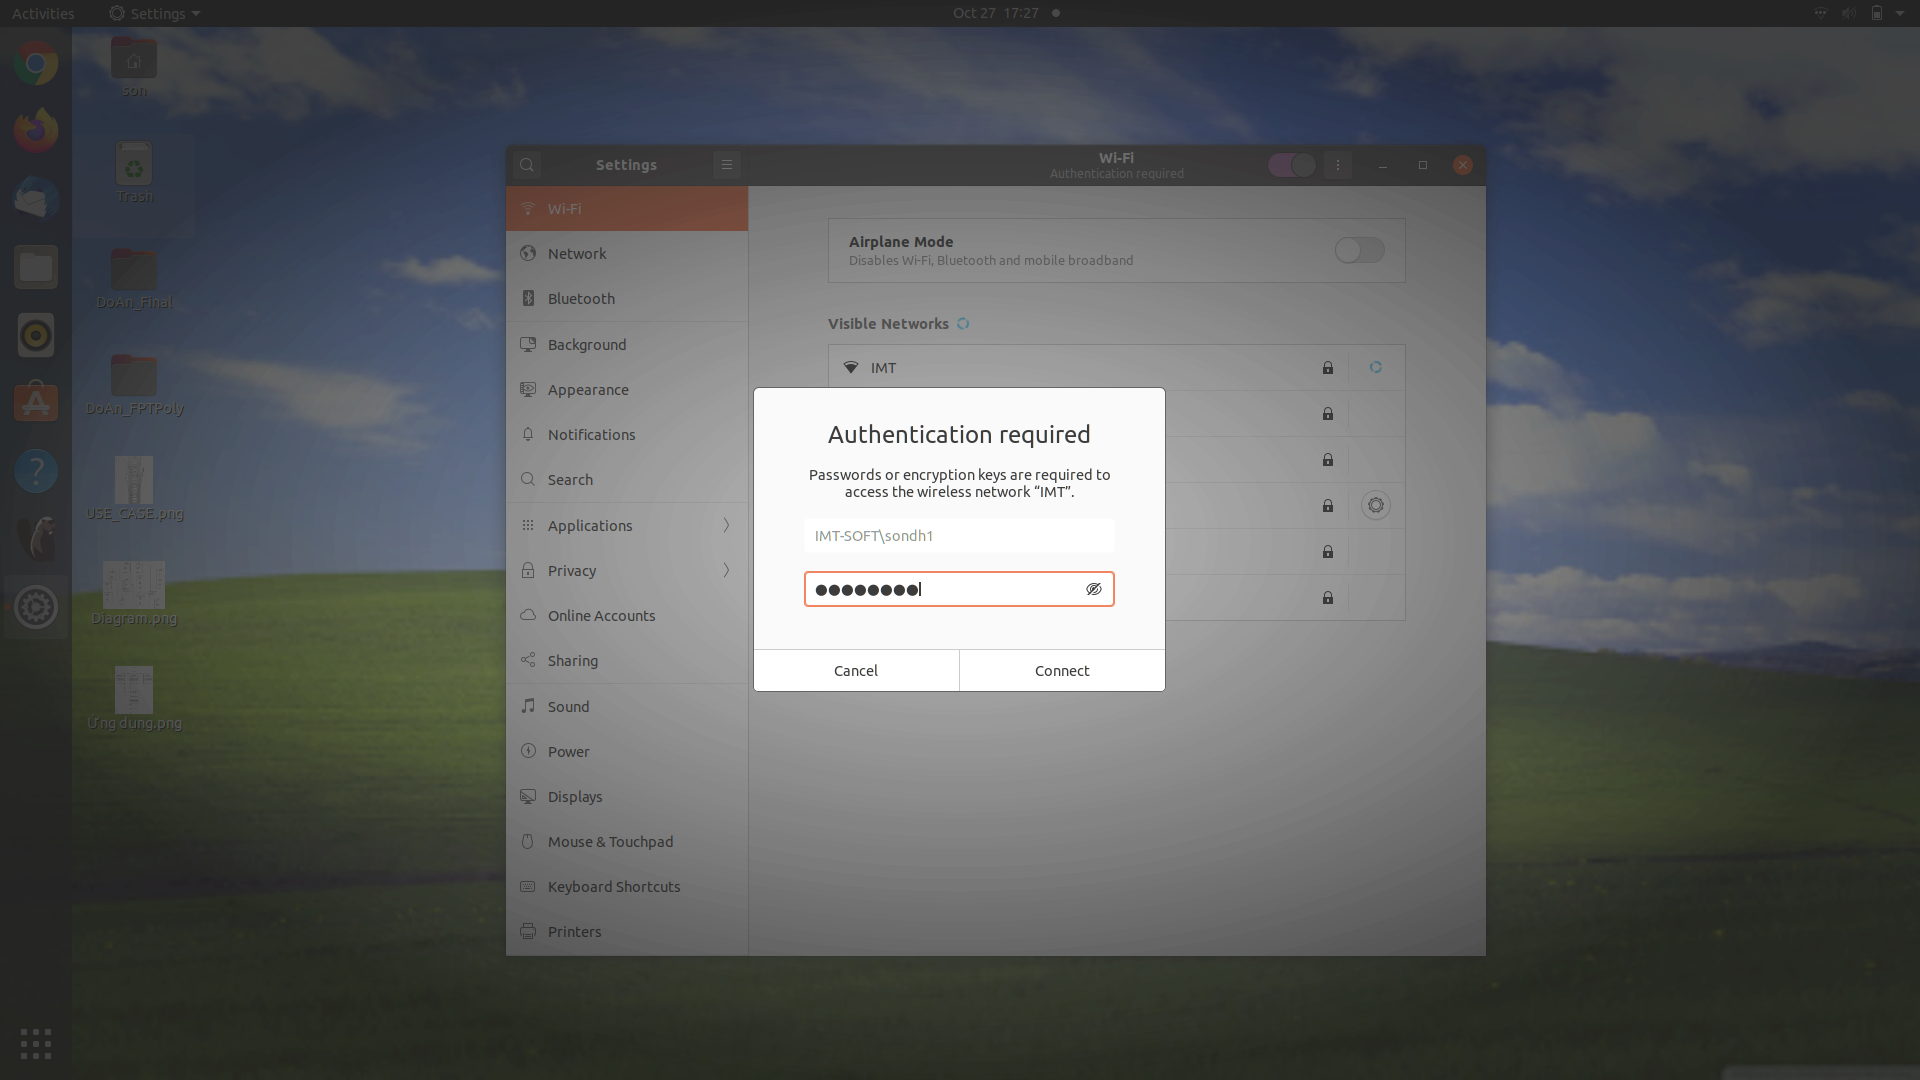 Activities
Settings
Oct 27 17:27
son
Trash
DoAn_Final
DoAn_FPTPoly
USE_CASE.png
Diagram.png
Ứng dụng.png
Settings
Wi-Fi
Authentication required
Wi-Fi
Network
Bluetooth
Background
Appearance
Notifications
Search
Applications
Privacy
Online Accounts
Sharing
Sound
Power
Displays
Mouse & Touchpad
Keyboard Shortcuts
Printers
Airplane Mode
Disables Wi-Fi, Bluetooth and mobile broadband
Visible Networks
IMT
Authentication required
Passwords or encryption keys are required to
access the wireless network “IMT”.
IMT-SOFT\sondh1
●●●●●●●●
Cancel
Connect